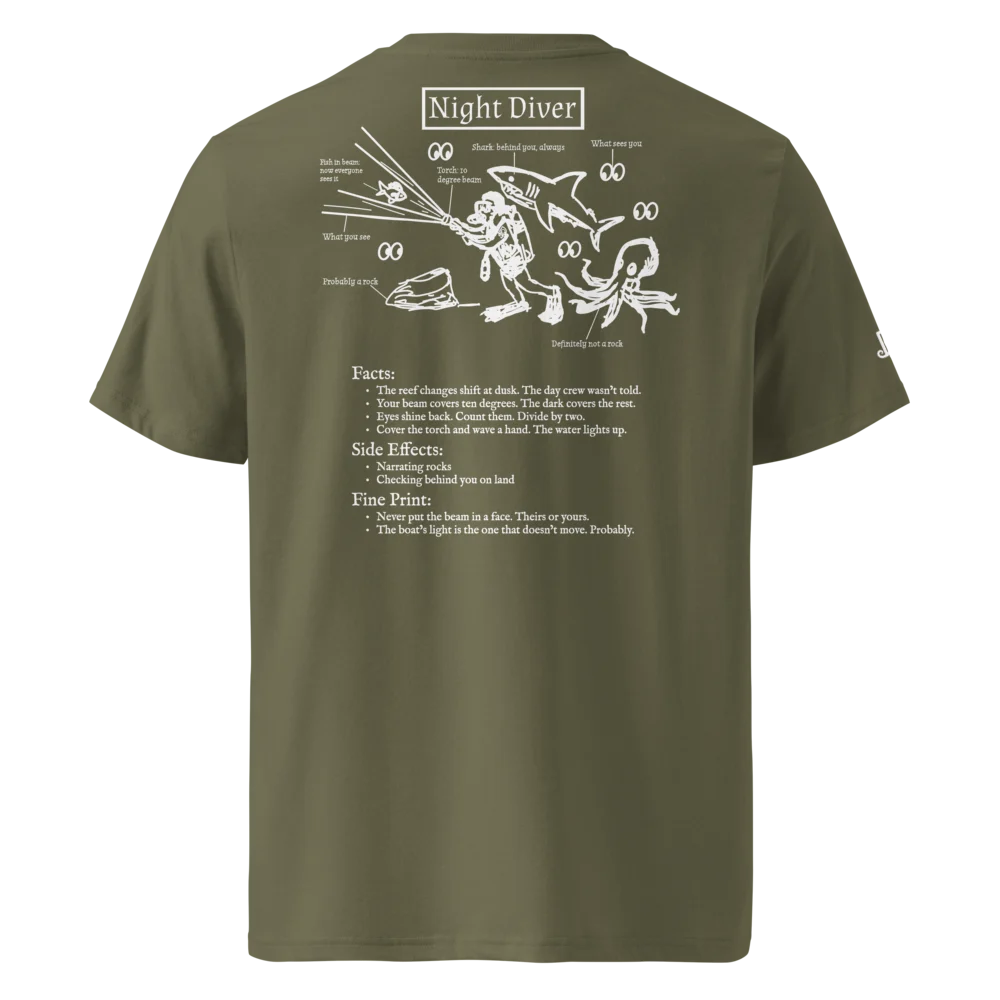 Night Diver
Shark: behind you, always
What sees you
Fish in beam:
now everyone
sees it
Torch: 10
degree beam
What you see
Probably a rock
Definitely not a rock
Facts:
• The reef changes shift at dusk. The day crew wasn't told.
• Your beam covers ten degrees. The dark covers the rest.
• Eyes shine back. Count them. Divide by two.
• Cover the torch and wave a hand. The water lights up.
Side Effects:
• Narrating rocks
• Checking behind you on land
Fine Print:
• Never put the beam in a face. Theirs or yours.
• The boat's light is the one that doesn't move. Probably.